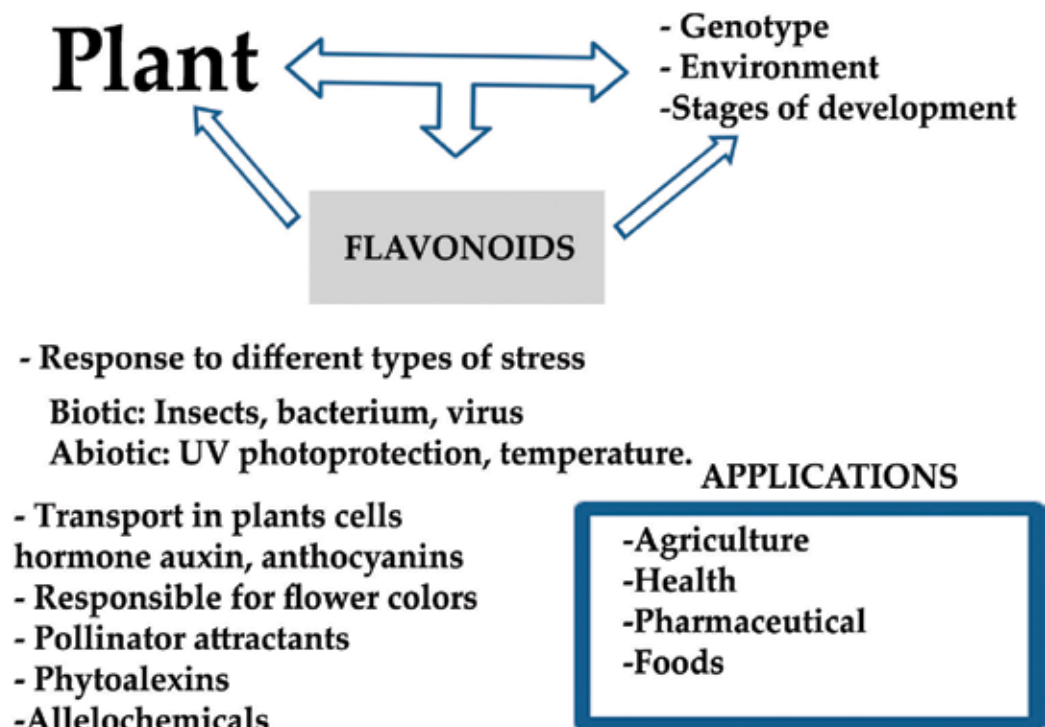 Plant
- Genotype
- Environment
-Stages of development
FLAVONOIDS
- Response to different types of stress
Biotic: Insects, bacterium, virus
Abiotic: UV photoprotection, temperature.
- Transport in plants cells
hormone auxin, anthocyanins
- Responsible for flower colors
- Pollinator attractants
- Phytoalexins
-Allelochemicals
APPLICATIONS
-Agriculture
-Health
-Pharmaceutical
-Foods